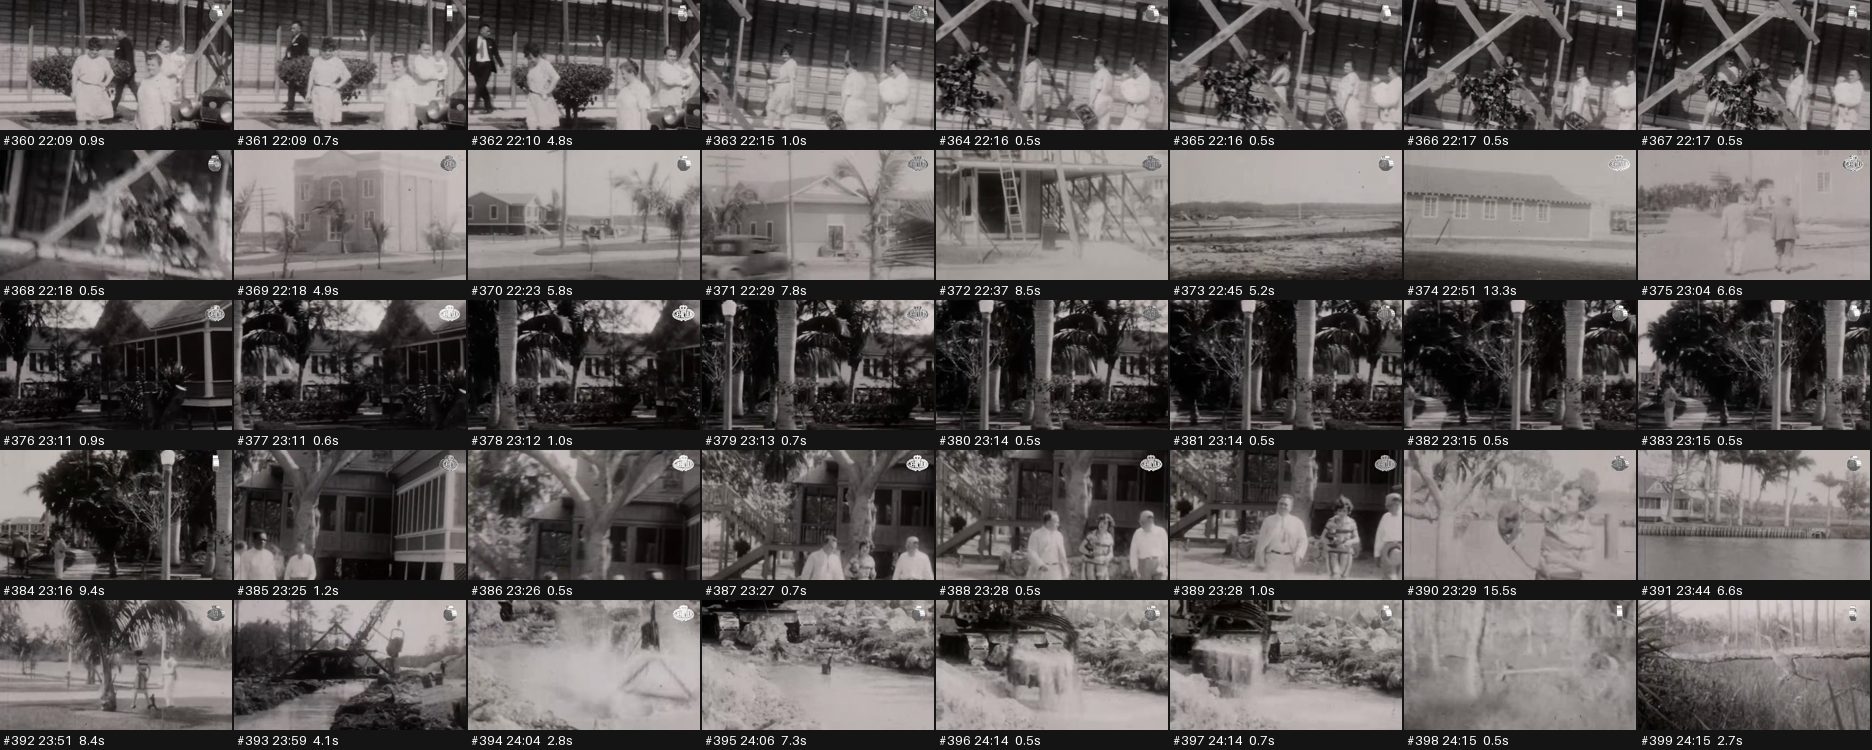 #360 22:09 0.9s
#361 22:09 0.7s
#362 22:10 4.8s
#363 22:15 1.0s
#364 22:16 0.5s
#365 22:16 0.5s
#366 22:17 0.5s
#367 22:17 0.5s
#368 22:18 0.5s
#369 22:18 4.9s
#370 22:23 5.8s
#371 22:29 7.8s
#372 22:37 8.5s
#373 22:45 5.2s
#374 22:51 13.3s
#375 23:04 6.6s
#376 23:11 0.9s
#377 23:11 0.6s
#378 23:12 1.0s
#379 23:13 0.7s
#380 23:14 0.5s
#381 23:14 0.5s
#382 23:15 0.5s
#383 23:15 0.5s
#384 23:16 9.4s
#385 23:25 1.2s
#386 23:26 0.5s
#387 23:27 0.7s
#388 23:28 0.5s
#389 23:28 1.0s
#390 23:29 15.5s
#391 23:44 6.6s
#392 23:51 8.4s
#393 23:59 4.1s
#394 24:04 2.8s
#395 24:06 7.3s
#396 24:14 0.5s
#397 24:14 0.7s
#398 24:15 0.5s
#399 24:15 2.7s